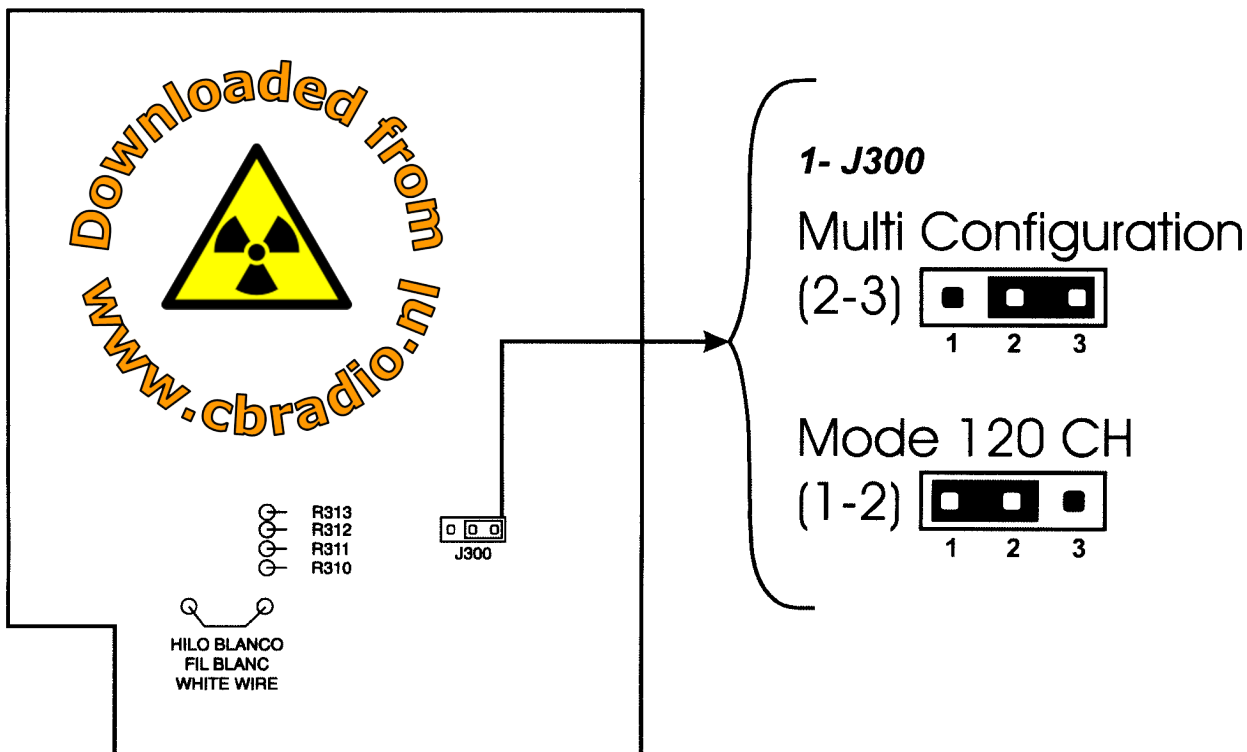 Downloaded from
www.cbradio.nl
R313
R312
R311
R310
J300
HILO BLANCO
FIL BLANC
WHITE WIRE
1- J300
Multi Configuration
(2-3)
1 2 3
Mode 120 CH
(1-2)
1 2 3